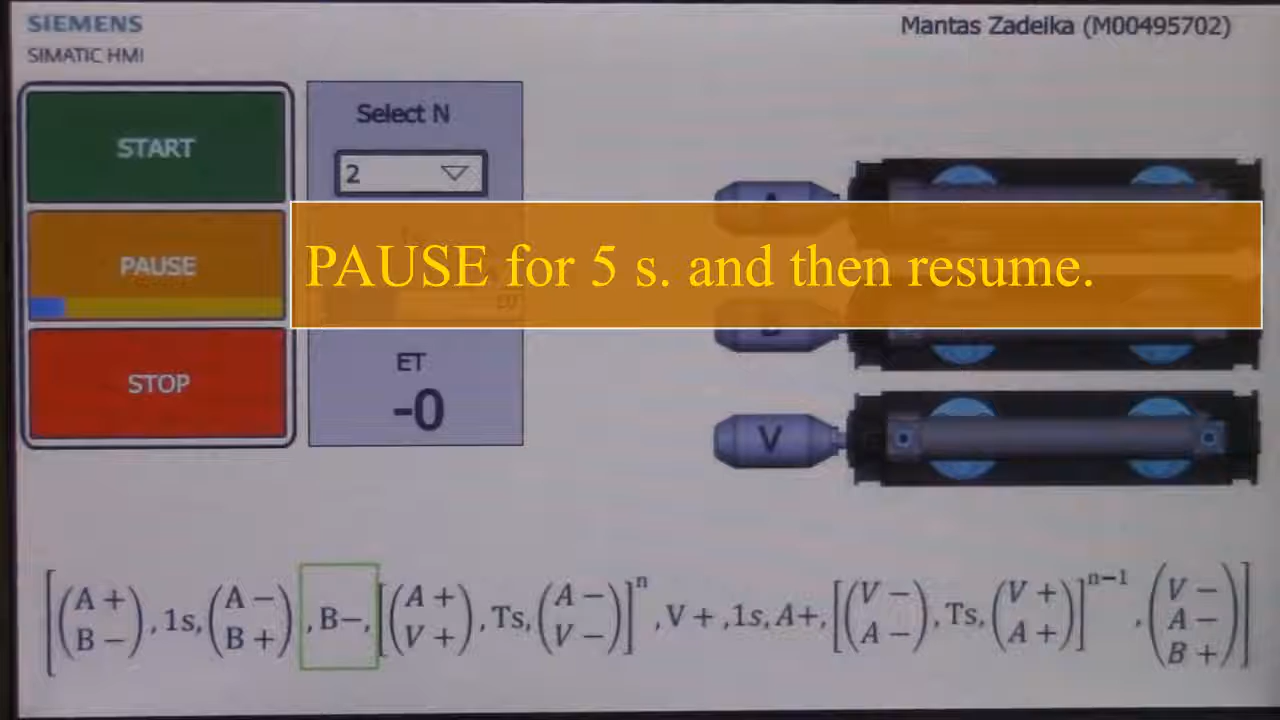 SIEMENS
SIMATIC HMI
Mantas Zadeika (M00495702)
START
Select N
2
PAUSE
PAUSE for 5 s. and then resume.
STOP
ET
-0
V
[(A + B −), 1s, (A − B +), B−, [(A + V +), Ts, (A − V −)]ⁿ, V +, 1s, A+, [(V − A −), Ts, (V + A +)]ⁿ⁻¹, (V − A − B +)]